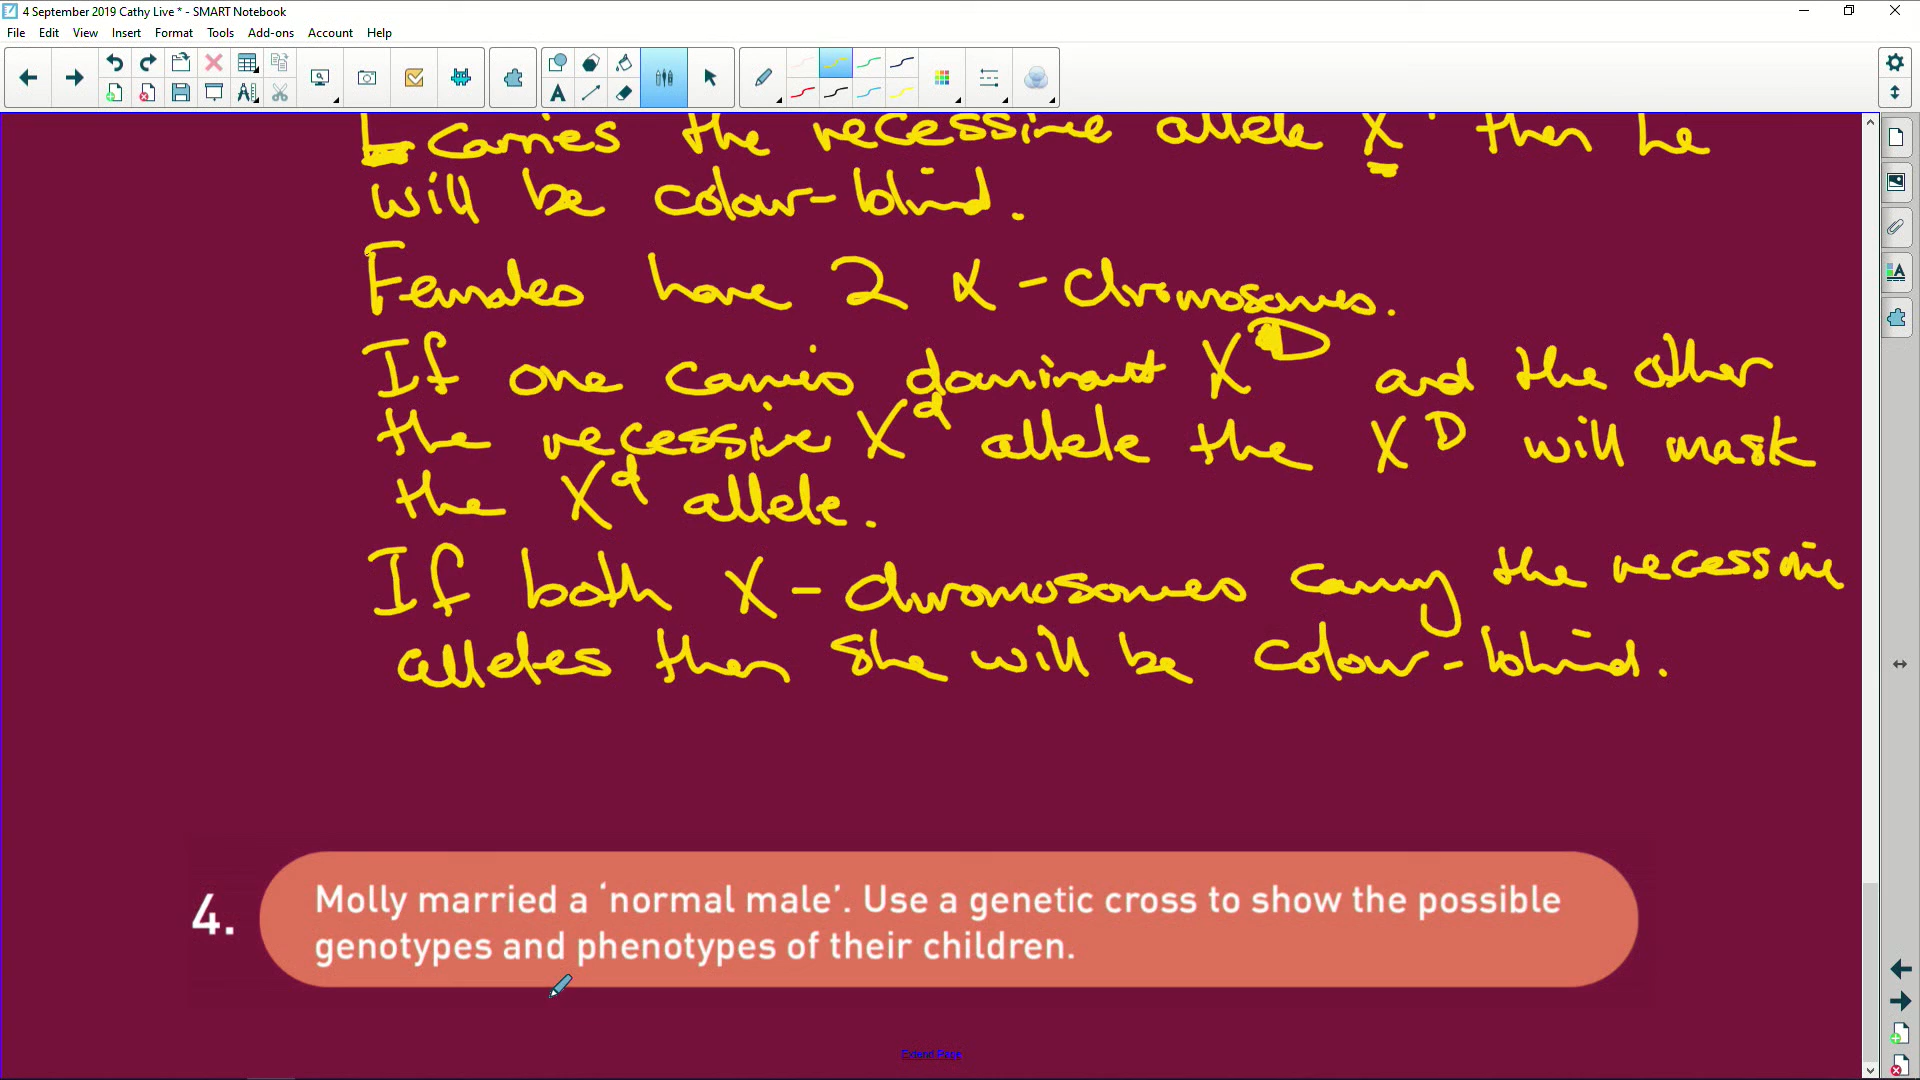 4 September 2019 Cathy Live * - SMART Notebook
File Edit View Insert Format Tools Add-ons Account Help
carries the recessive allele X then he
will be colour-blind.
Females have 2 X-chromosomes.
If one carries dominant X^D and the other
the recessive X^d allele the X^D will mask
the X^d allele.
If both X-chromosomes carry the recessive
alleles then she will be colour-blind.
4. Molly married a ‘normal male’. Use a genetic cross to show the possible
genotypes and phenotypes of their children.
Extend Page